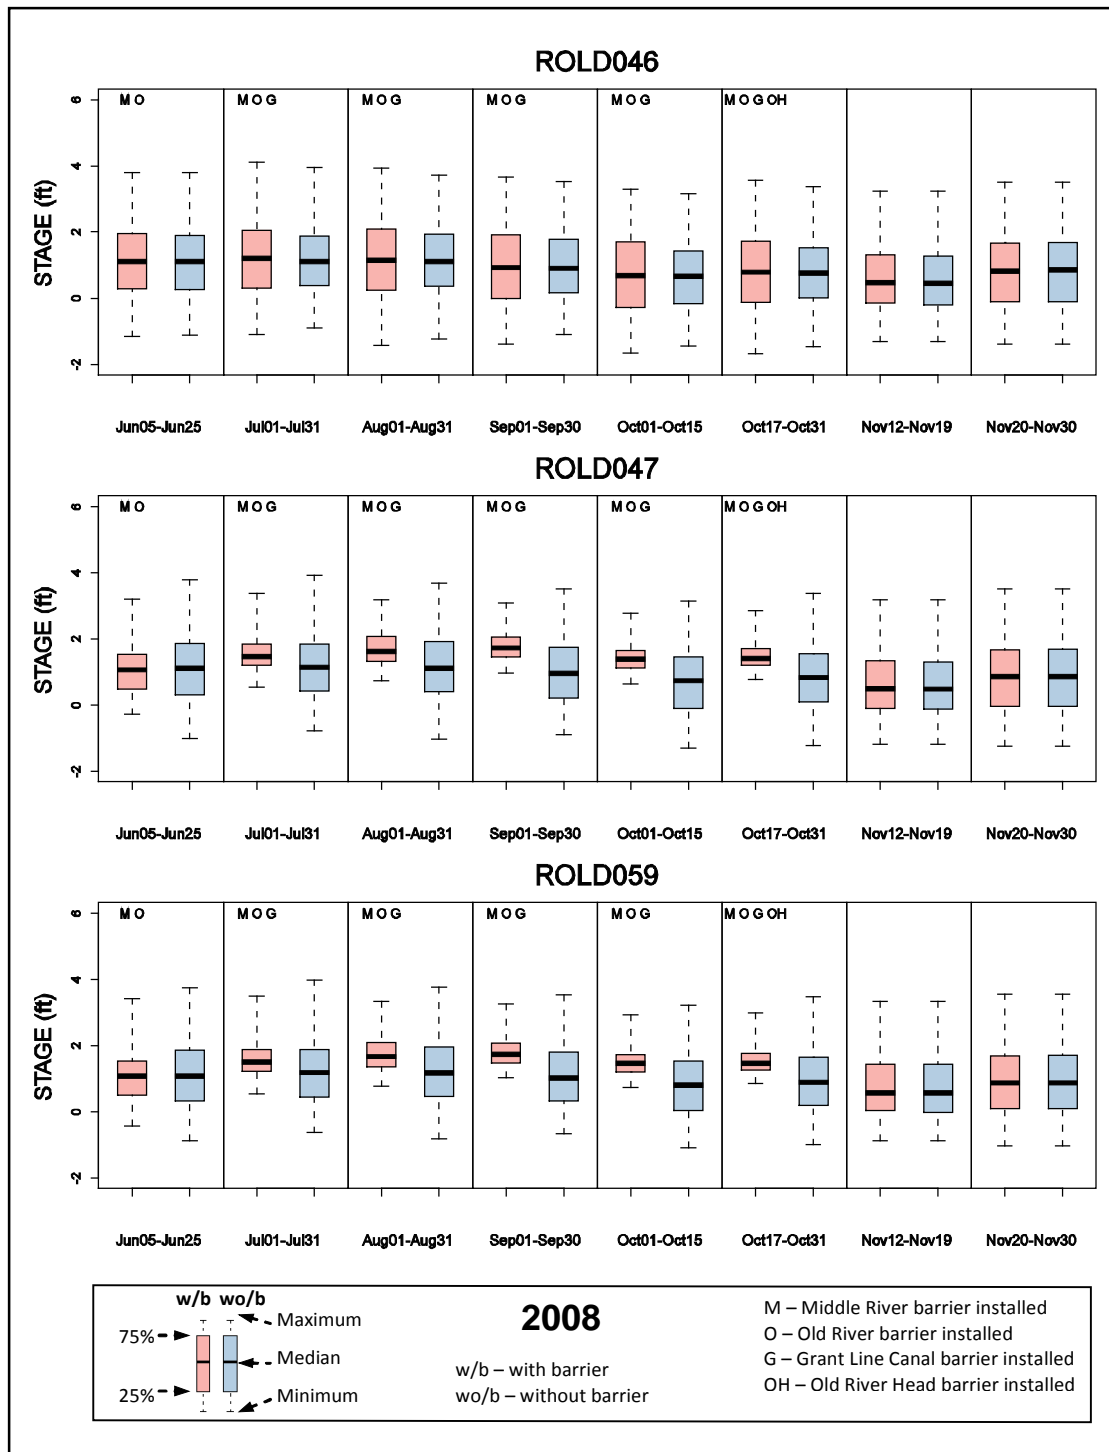 ROLD046
M O
M O G
M O G
M O G
M O G
M O G OH
6
4
2
0
-2
STAGE (ft)
Jun05-Jun25
Jul01-Jul31
Aug01-Aug31
Sep01-Sep30
Oct01-Oct15
Oct17-Oct31
Nov12-Nov19
Nov20-Nov30
ROLD047
M O
M O G
M O G
M O G
M O G
M O G OH
6
4
2
0
-2
STAGE (ft)
Jun05-Jun25
Jul01-Jul31
Aug01-Aug31
Sep01-Sep30
Oct01-Oct15
Oct17-Oct31
Nov12-Nov19
Nov20-Nov30
ROLD059
M O
M O G
M O G
M O G
M O G
M O G OH
6
4
2
0
-2
STAGE (ft)
Jun05-Jun25
Jul01-Jul31
Aug01-Aug31
Sep01-Sep30
Oct01-Oct15
Oct17-Oct31
Nov12-Nov19
Nov20-Nov30
w/b wo/b
Maximum
75%
Median
25%
Minimum
2008
w/b – with barrier
wo/b – without barrier
M – Middle River barrier installed
O – Old River barrier installed
G – Grant Line Canal barrier installed
OH – Old River Head barrier installed